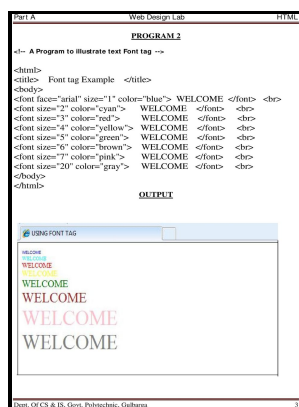 Part A Web Design Lab HTML
PROGRAM 2
<!-- A Program to illustrate text Font tag -->
<html>
<title> Font tag Example </title>
<body>
<font face="arial" size="1" color="blue"> WELCOME </font> <br>
<font size="2" color="cyan"> WELCOME </font> <br>
<font size="3" color="red"> WELCOME </font> <br>
<font size="4" color="yellow"> WELCOME </font> <br>
<font size="5" color="green"> WELCOME </font> <br>
<font size="6" color="brown"> WELCOME </font> <br>
<font size="7" color="pink"> WELCOME </font> <br>
<font size="20" color="gray"> WELCOME </font> <br>
</body>
</html>
OUTPUT
USING FONT TAG
WELCOME
WELCOME
WELCOME
WELCOME
WELCOME
WELCOME
WELCOME
WELCOME
Dept. Of CS & IS, Govt. Polytechnic, Gulbarga 3